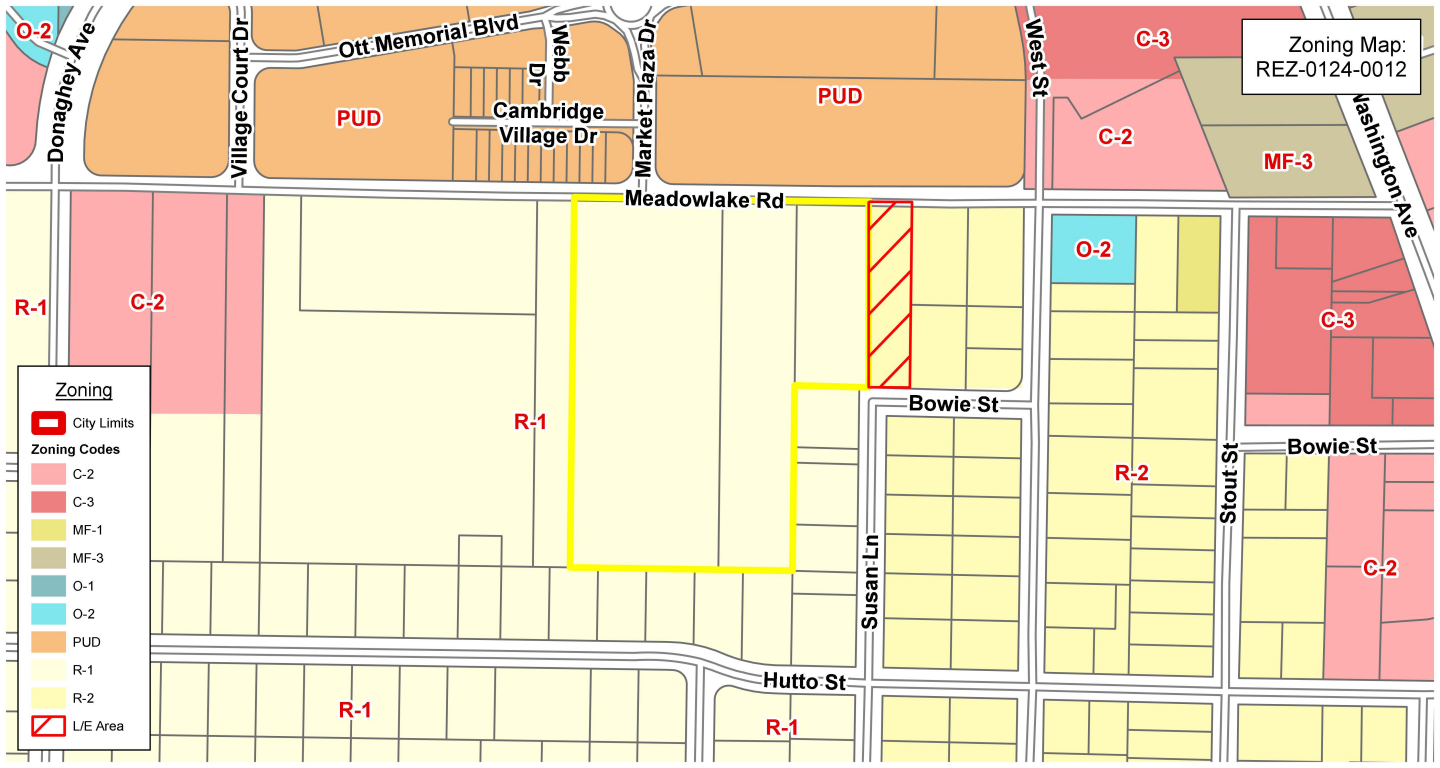 Zoning Map:
REZ-0124-0012
O-2
Donaghey Ave
Village Court Dr
Ott Memorial Blvd
Webb
Dr
Market Plaza Dr
West St
C-3
Washington Ave
PUD
Cambridge
Village Dr
PUD
C-2
MF-3
Meadowlake Rd
R-1
C-2
O-2
C-3
R-1
Bowie St
Bowie St
R-2
Stout St
Susan Ln
C-2
Hutto St
R-1
R-1
Zoning
City Limits
Zoning Codes
C-2
C-3
MF-1
MF-3
O-1
O-2
PUD
R-1
R-2
L/E Area